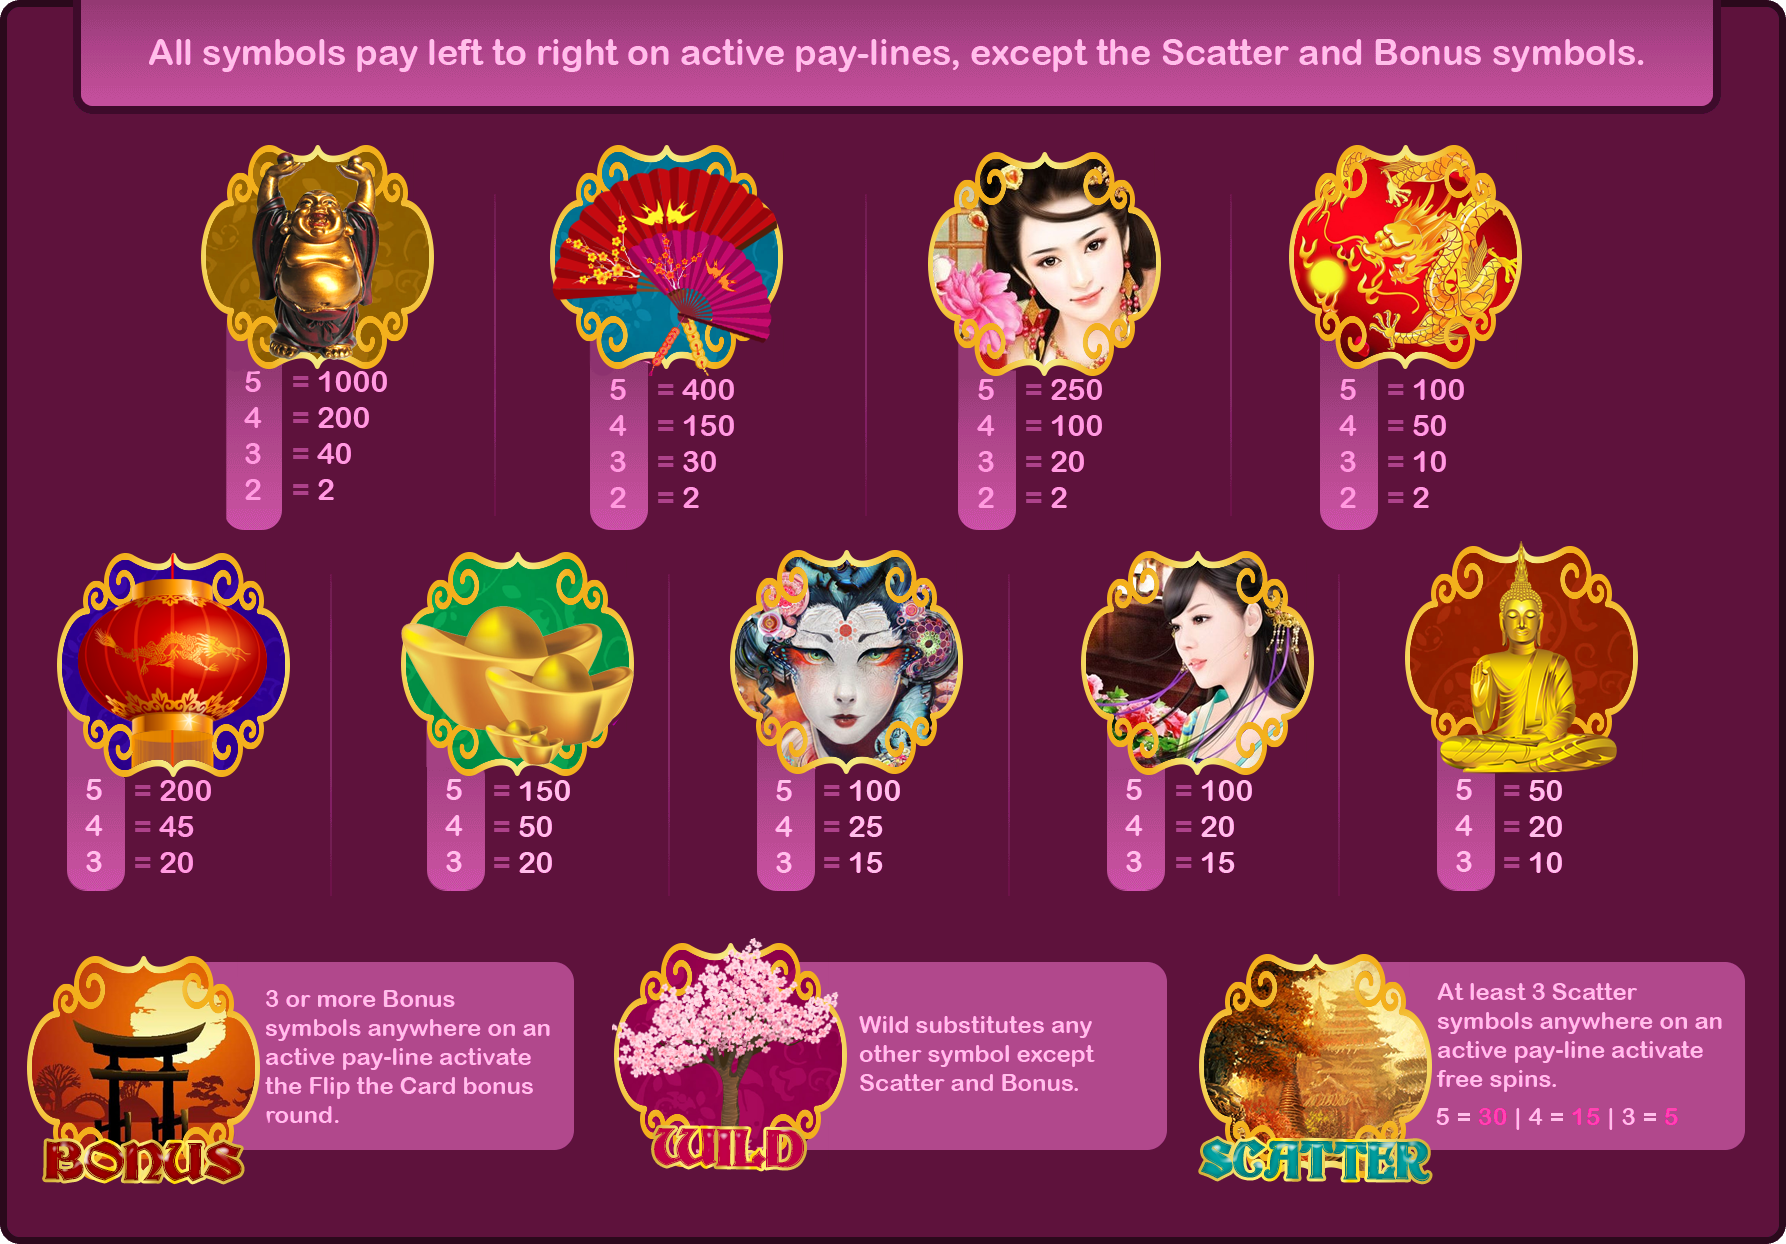 All symbols pay left to right on active pay-lines, except the Scatter and Bonus symbols.
5 = 1000
4 = 200
3 = 40
2 = 2
5 = 400
4 = 150
3 = 30
2 = 2
5 = 250
4 = 100
3 = 20
2 = 2
5 = 100
4 = 50
3 = 10
2 = 2
5 = 200
4 = 45
3 = 20
5 = 150
4 = 50
3 = 20
5 = 100
4 = 25
3 = 15
5 = 100
4 = 20
3 = 15
5 = 50
4 = 20
3 = 10
BONUS
3 or more Bonus
symbols anywhere on an
active pay-line activate
the Flip the Card bonus
round.
WILD
Wild substitutes any
other symbol except
Scatter and Bonus.
SCATTER
At least 3 Scatter
symbols anywhere on an
active pay-line activate
free spins.
5 = 30 | 4 = 15 | 3 = 5